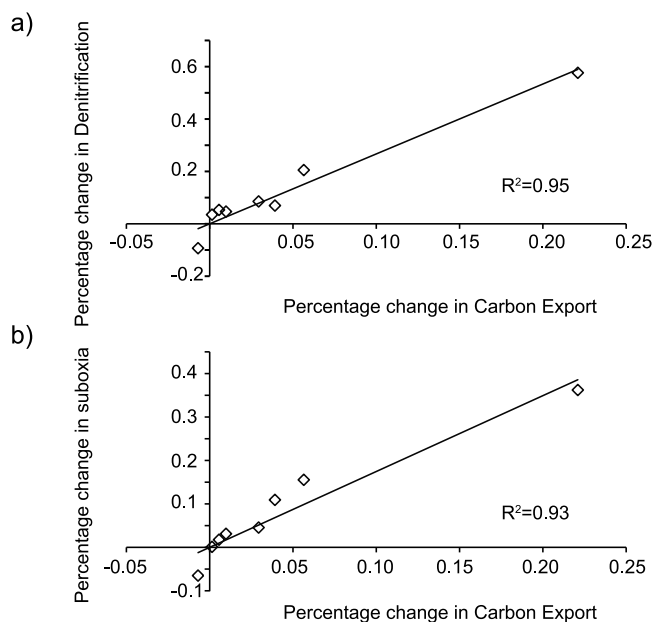 a)
Percentage change in Denitrification
0.6
0.4
0.2
-0.05
0.05
0.10
0.15
0.20
0.25
-0.2
R²=0.95
Percentage change in Carbon Export
b)
Percentage change in suboxia
0.4
0.3
0.2
0.1
-0.05
0.05
0.10
0.15
0.20
0.25
-0.1
R²=0.93
Percentage change in Carbon Export